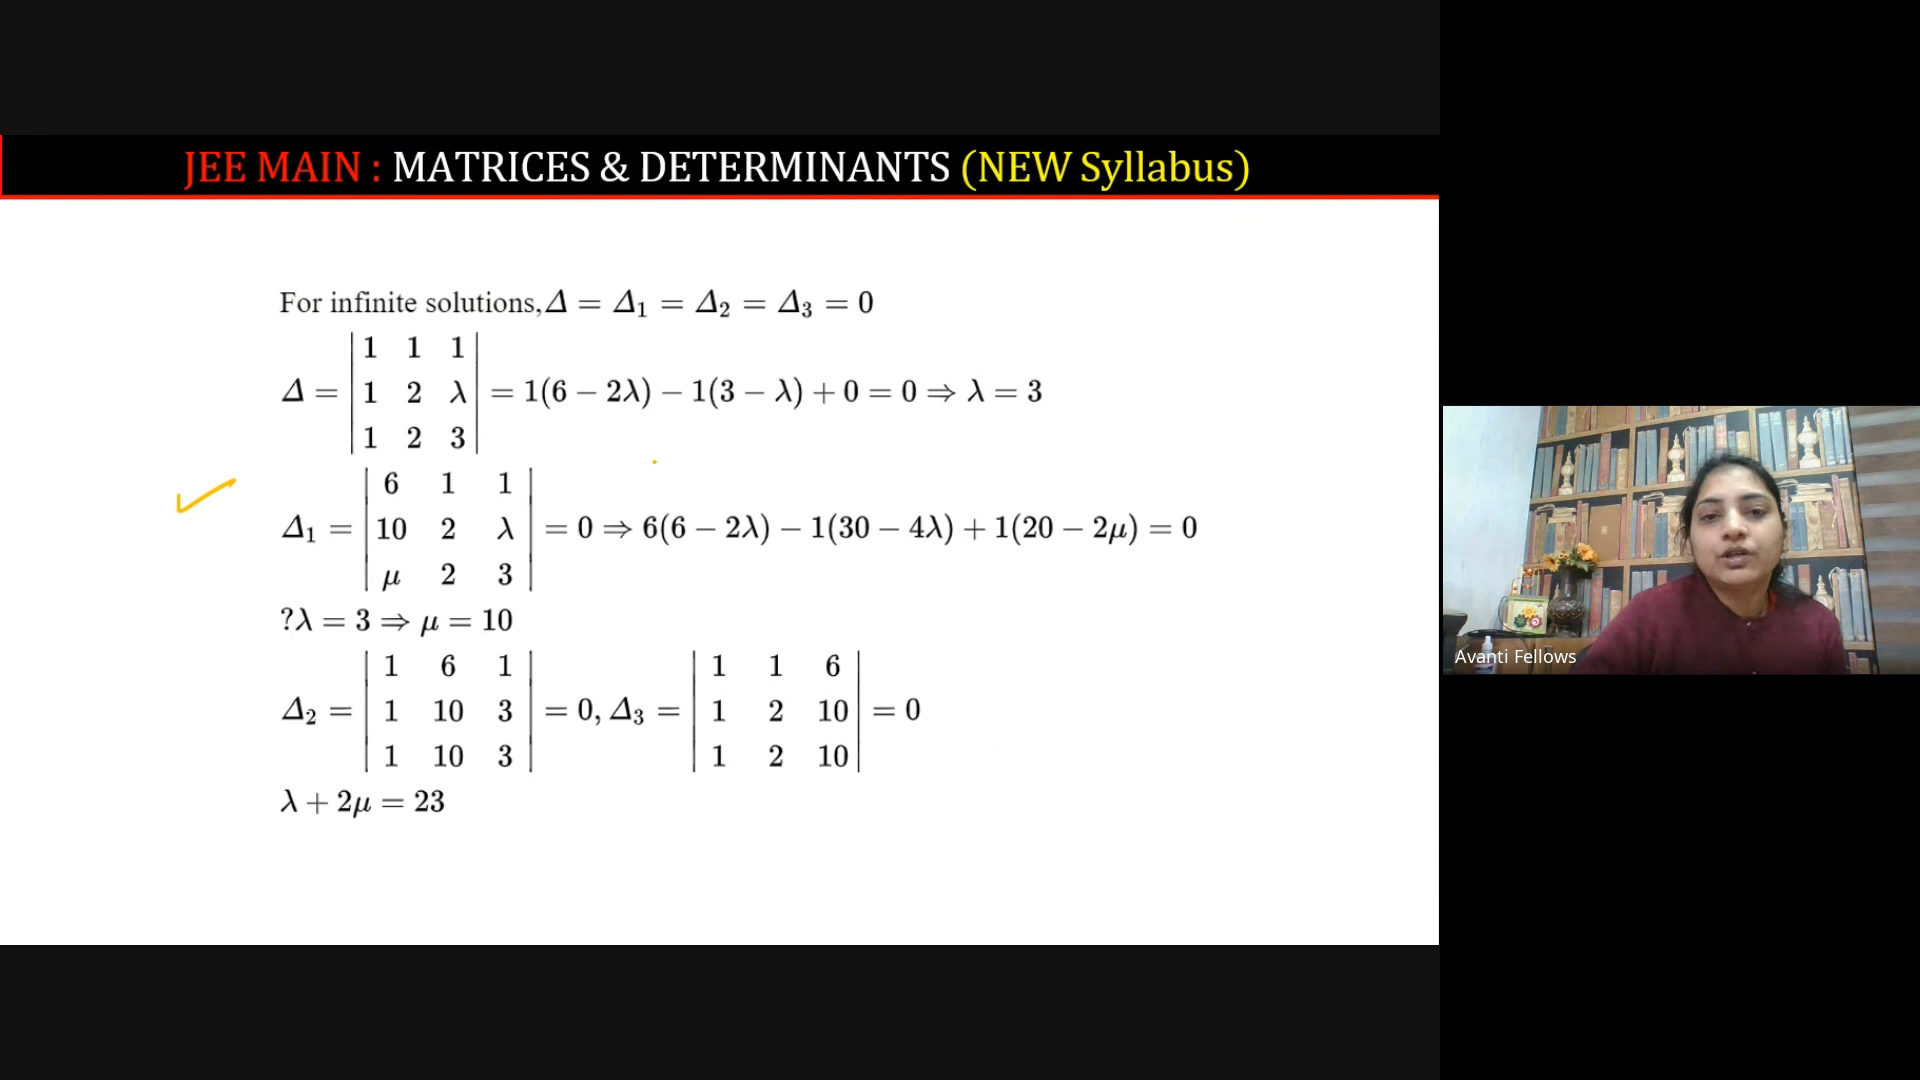 JEE MAIN : MATRICES & DETERMINANTS (NEW Syllabus)
For infinite solutions, Δ = Δ₁ = Δ₂ = Δ₃ = 0
Δ = | 1 1 1 |
| 1 2 λ | = 1(6 − 2λ) − 1(3 − λ) + 0 = 0 ⇒ λ = 3
| 1 2 3 |
Δ₁ = | 6 1 1 |
| 10 2 λ | = 0 ⇒ 6(6 − 2λ) − 1(30 − 4λ) + 1(20 − 2μ) = 0
| μ 2 3 |
?λ = 3 ⇒ μ = 10
Δ₂ = | 1 6 1 |
| 1 10 3 | = 0, Δ₃ = | 1 1 6 |
| 1 10 3 | | 1 2 10 | = 0
| 1 2 10 |
λ + 2μ = 23
Avanti Fellows